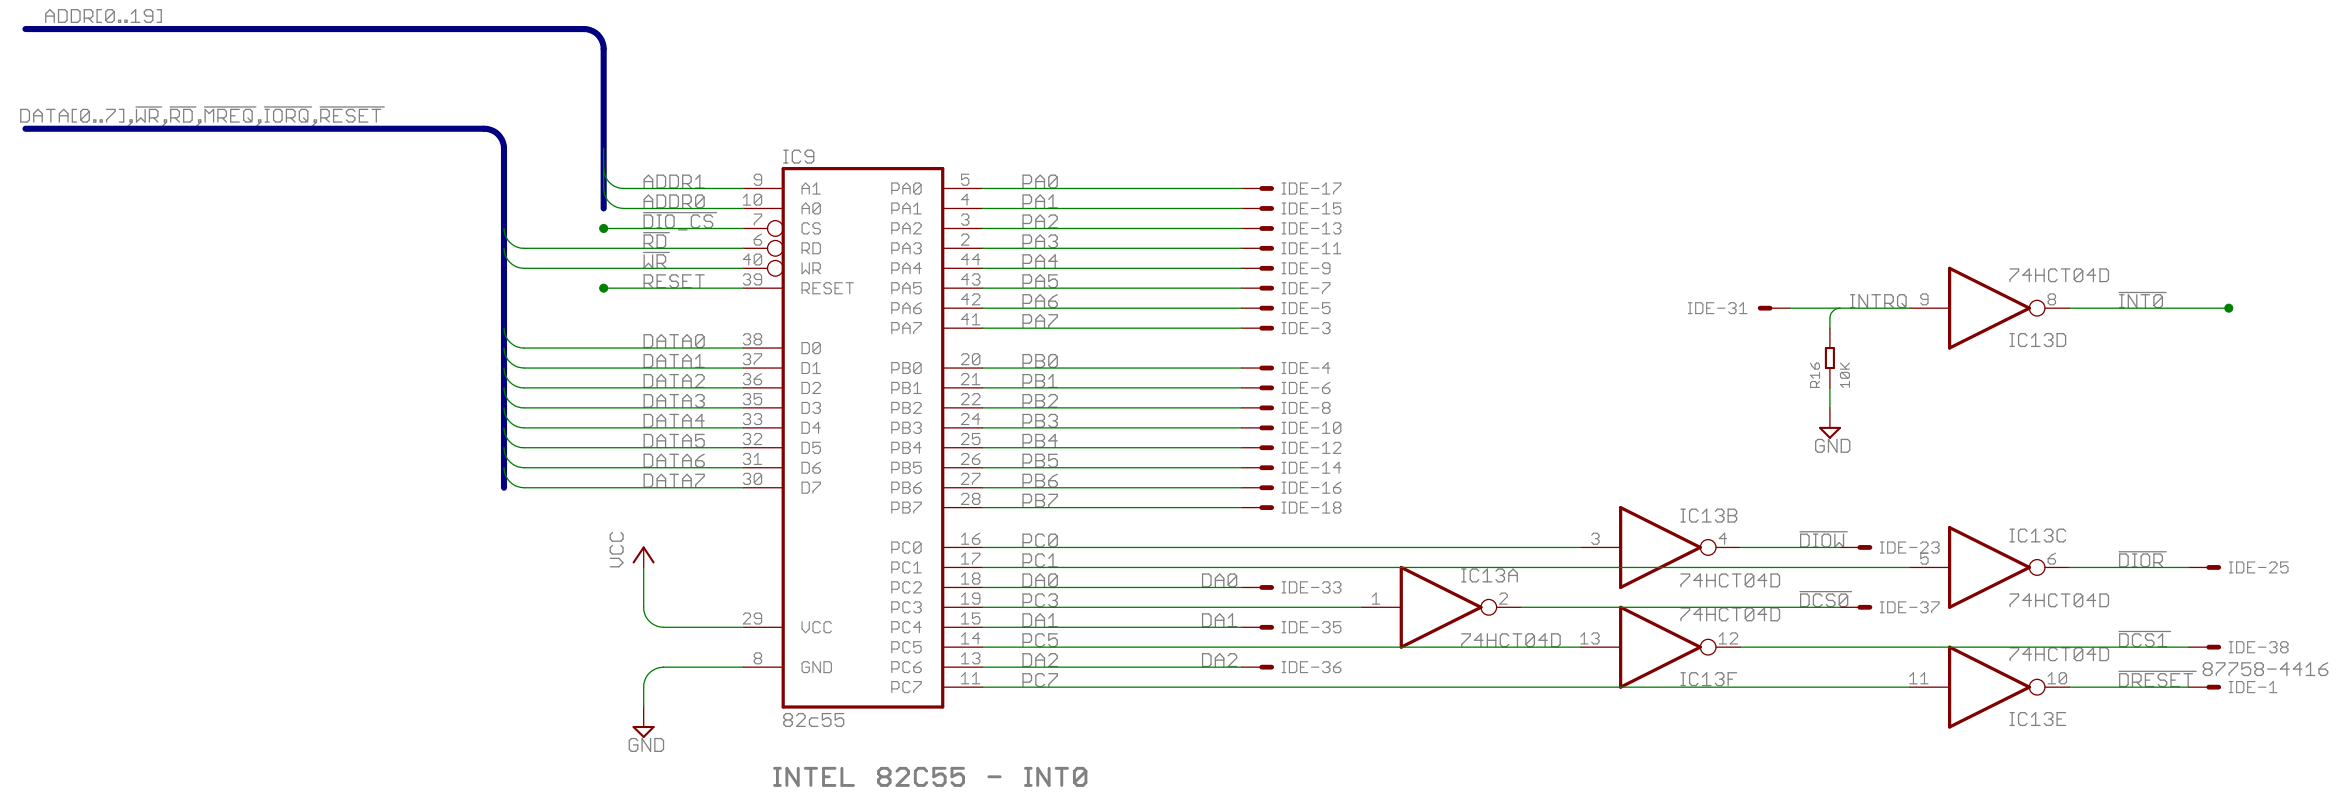 ADDR[0..19]
DATA[0..7],WR,RD,MREQ,IORQ,RESET
IC9
ADDR1 9 A1 PA0 5 PA0 IDE-17
ADDR0 10 A0 PA1 4 PA1 IDE-15
DIO_CS 7 CS PA2 3 PA2 IDE-13
RD 6 RD PA3 2 PA3 IDE-11
WR 40 WR PA4 44 PA4 IDE-9
RESET 39 RESET PA5 43 PA5 IDE-7
PA6 42 PA6 IDE-5
PA7 41 PA7 IDE-3
DATA0 38 D0
DATA1 37 D1 PB0 20 PB0 IDE-4
DATA2 36 D2 PB1 21 PB1 IDE-6
DATA3 35 D3 PB2 22 PB2 IDE-8
DATA4 33 D4 PB3 24 PB3 IDE-10
DATA5 32 D5 PB4 25 PB4 IDE-12
DATA6 31 D6 PB5 26 PB5 IDE-14
DATA7 30 D7 PB6 27 PB6 IDE-16
PB7 28 PB7 IDE-18
VCC
PC0 16 PC0
PC1 17 PC1
PC2 18 DA0 DA0 IDE-33
PC3 19 PC3
29 VCC PC4 15 DA1 DA1 IDE-35
PC5 14 PC5
8 GND PC6 13 DA2 DA2 IDE-36
PC7 11 PC7
GND
82c55
74HCT04D
IDE-31 INTRQ 9 8 INT0
IC13D
R16 10K
GND
IC13B
3 4 DIOW IDE-23
74HCT04D
IC13C
5 6 DIOR IDE-25
74HCT04D
IC13A
1 2 DCS0 IDE-37
74HCT04D
74HCT04D
13 12 DCS1 IDE-38
IC13F
74HCT04D
87758-4416
11 10 DRESET IDE-1
IC13E
INTEL 82C55 - INT0